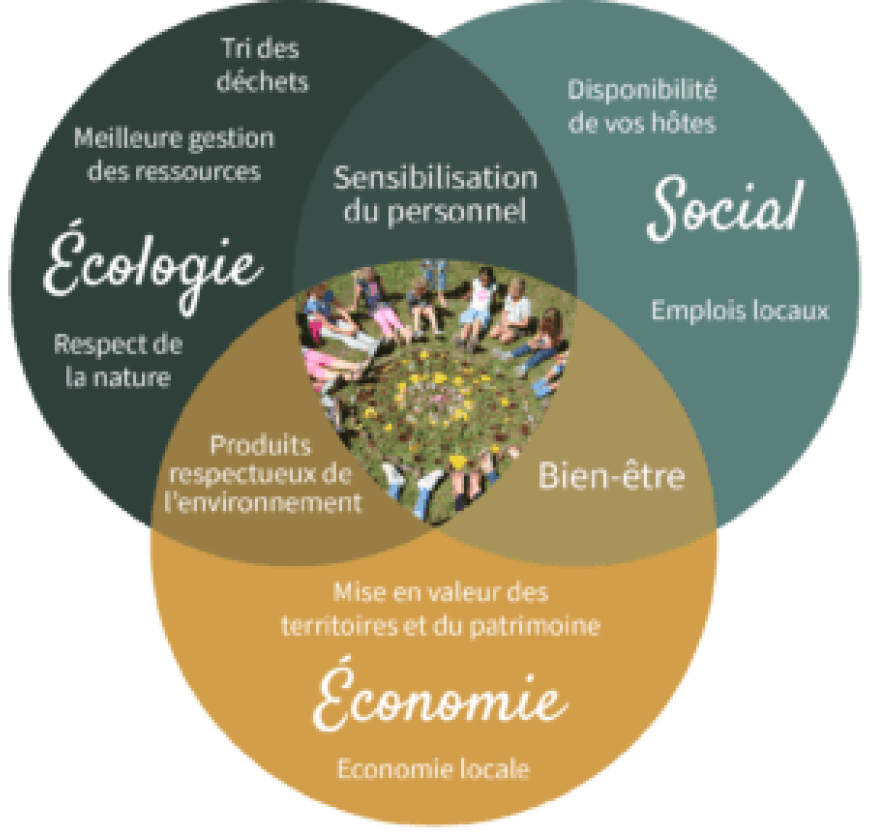 Tri des
déchets
Meilleure gestion
des ressources
Écologie
Respect de
la nature
Sensibilisation
du personnel
Disponibilité
de vos hôtes
Social
Emplois locaux
Produits
respectueux de
l'environnement
Bien-être
Mise en valeur des
territoires et du patrimoine
Économie
Economie locale